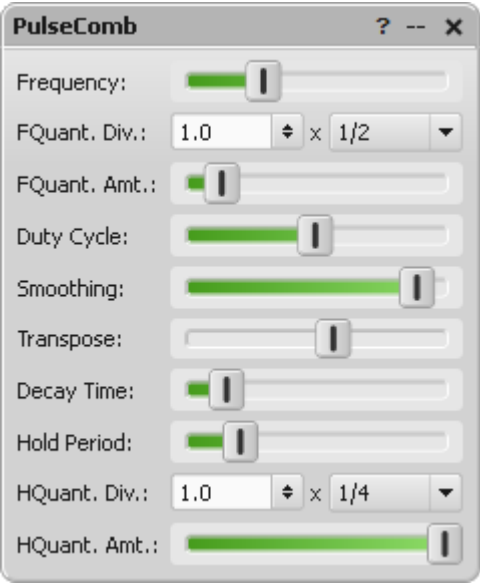 PulseComb ? -- ×
Frequency:
FQuant. Div.: 1.0 x 1/2
FQuant. Amt.:
Duty Cycle:
Smoothing:
Transpose:
Decay Time:
Hold Period:
HQuant. Div.: 1.0 x 1/4
HQuant. Amt.: